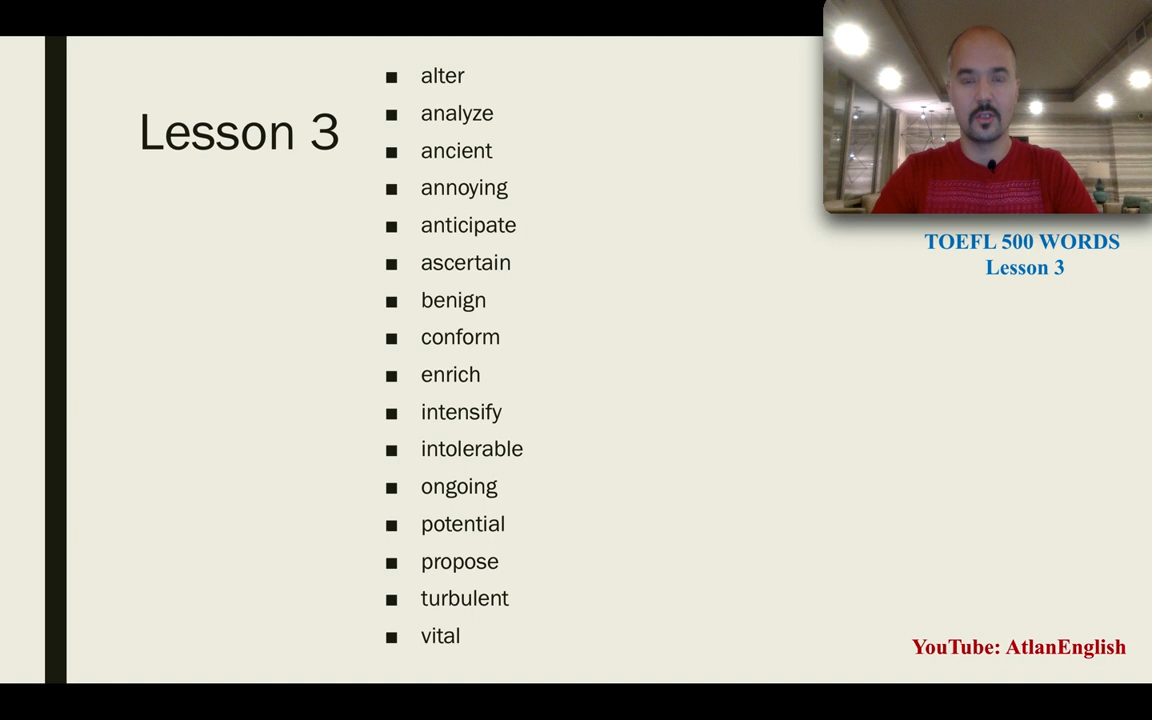 Lesson 3
alter
analyze
ancient
annoying
anticipate
ascertain
benign
conform
enrich
intensify
intolerable
ongoing
potential
propose
turbulent
vital
TOEFL 500 WORDS
Lesson 3
YouTube: AtlanEnglish